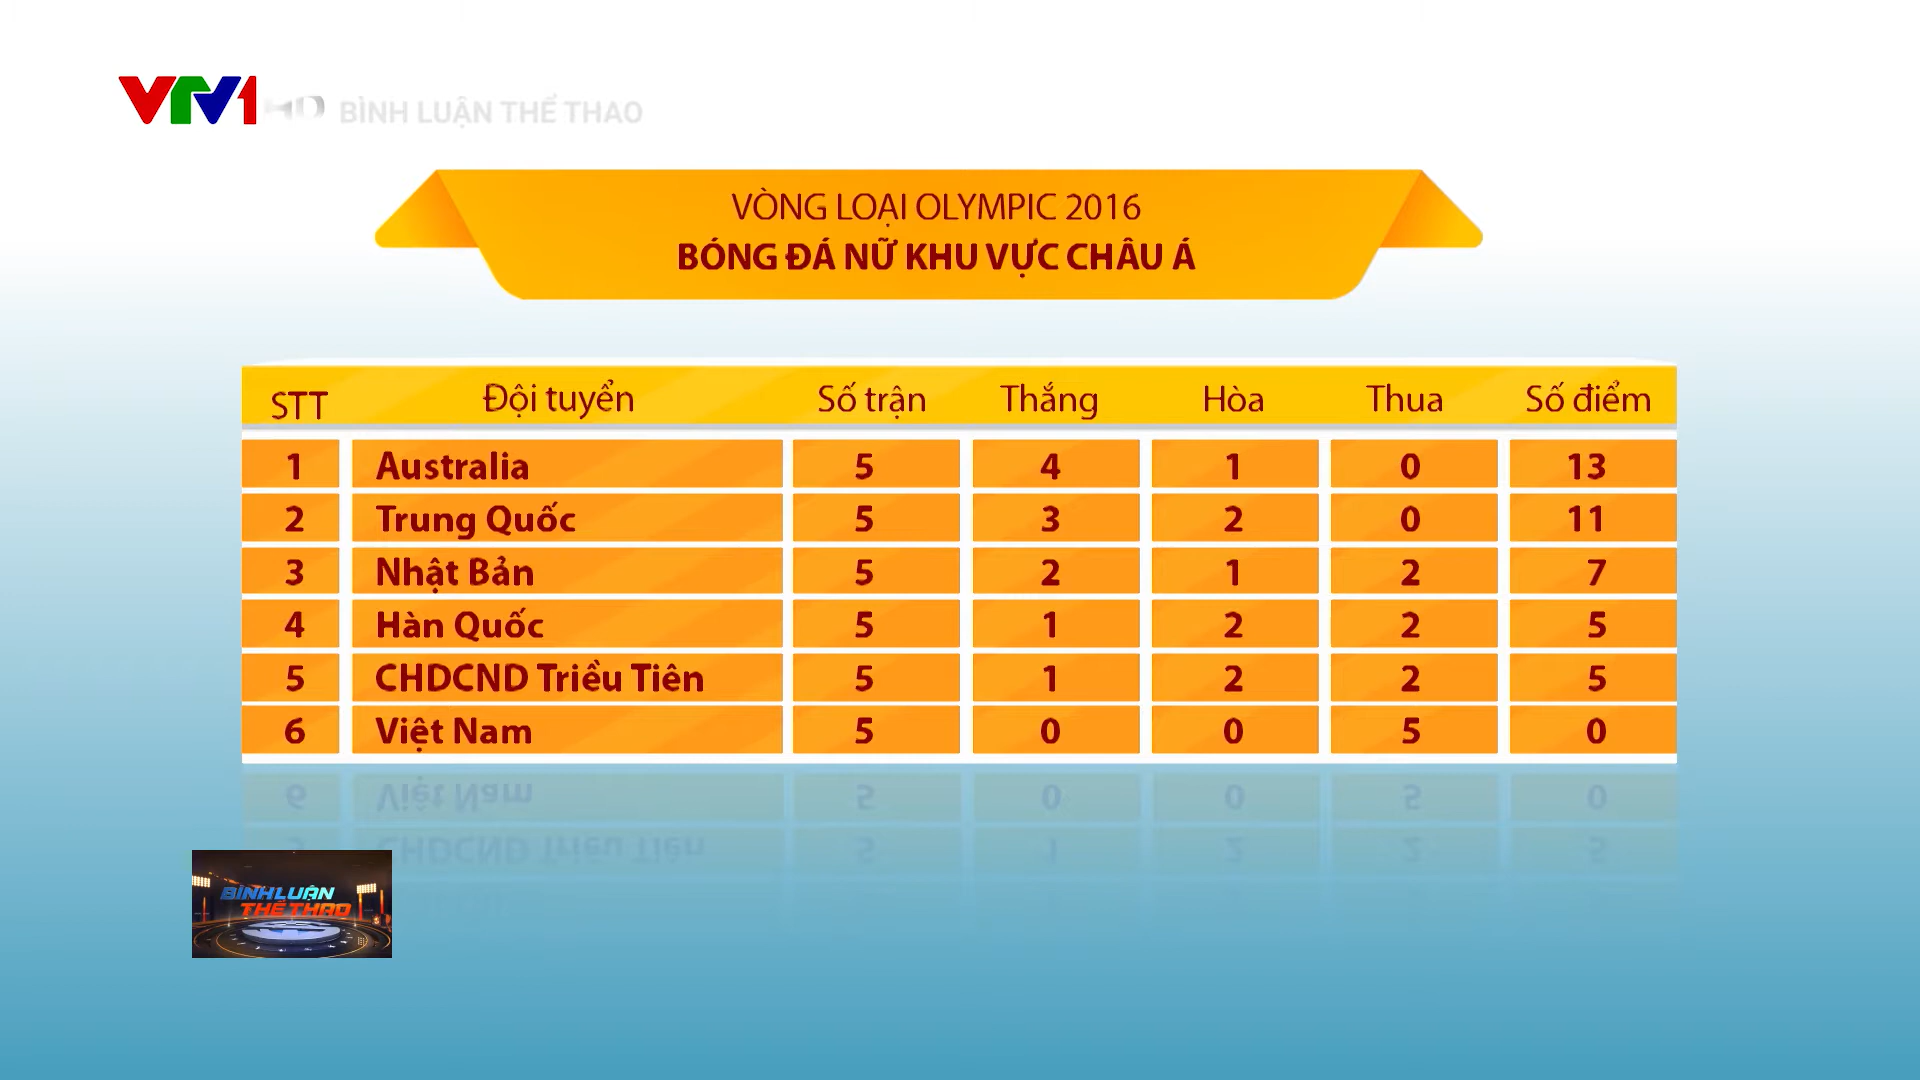 VTV1 HD BÌNH LUẬN THỂ THAO
VÒNG LOẠI OLYMPIC 2016
BÓNG ĐÁ NỮ KHU VỰC CHÂU Á
STT Đội tuyển Số trận Thắng Hòa Thua Số điểm
1 Australia 5 4 1 0 13
2 Trung Quốc 5 3 2 0 11
3 Nhật Bản 5 2 1 2 7
4 Hàn Quốc 5 1 2 2 5
5 CHDCND Triều Tiên 5 1 2 2 5
6 Việt Nam 5 0 0 5 0
BÌNH LUẬN
THỂ THAO